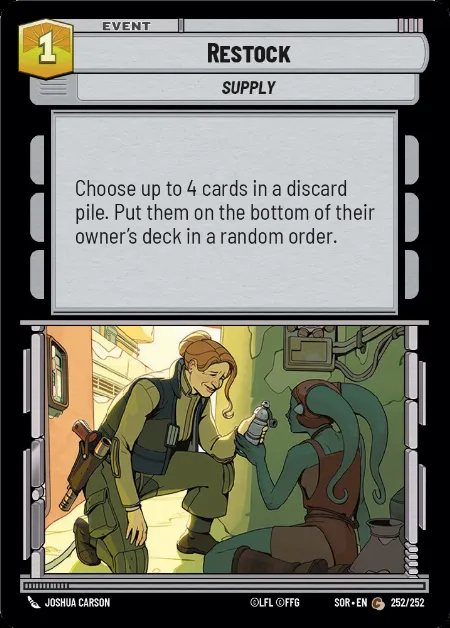 EVENT
1
RESTOCK
SUPPLY
Choose up to 4 cards in a discard
pile. Put them on the bottom of their
owner's deck in a random order.
JOSHUA CARSON
©LFL ©FFG
SOR • EN C 252/252